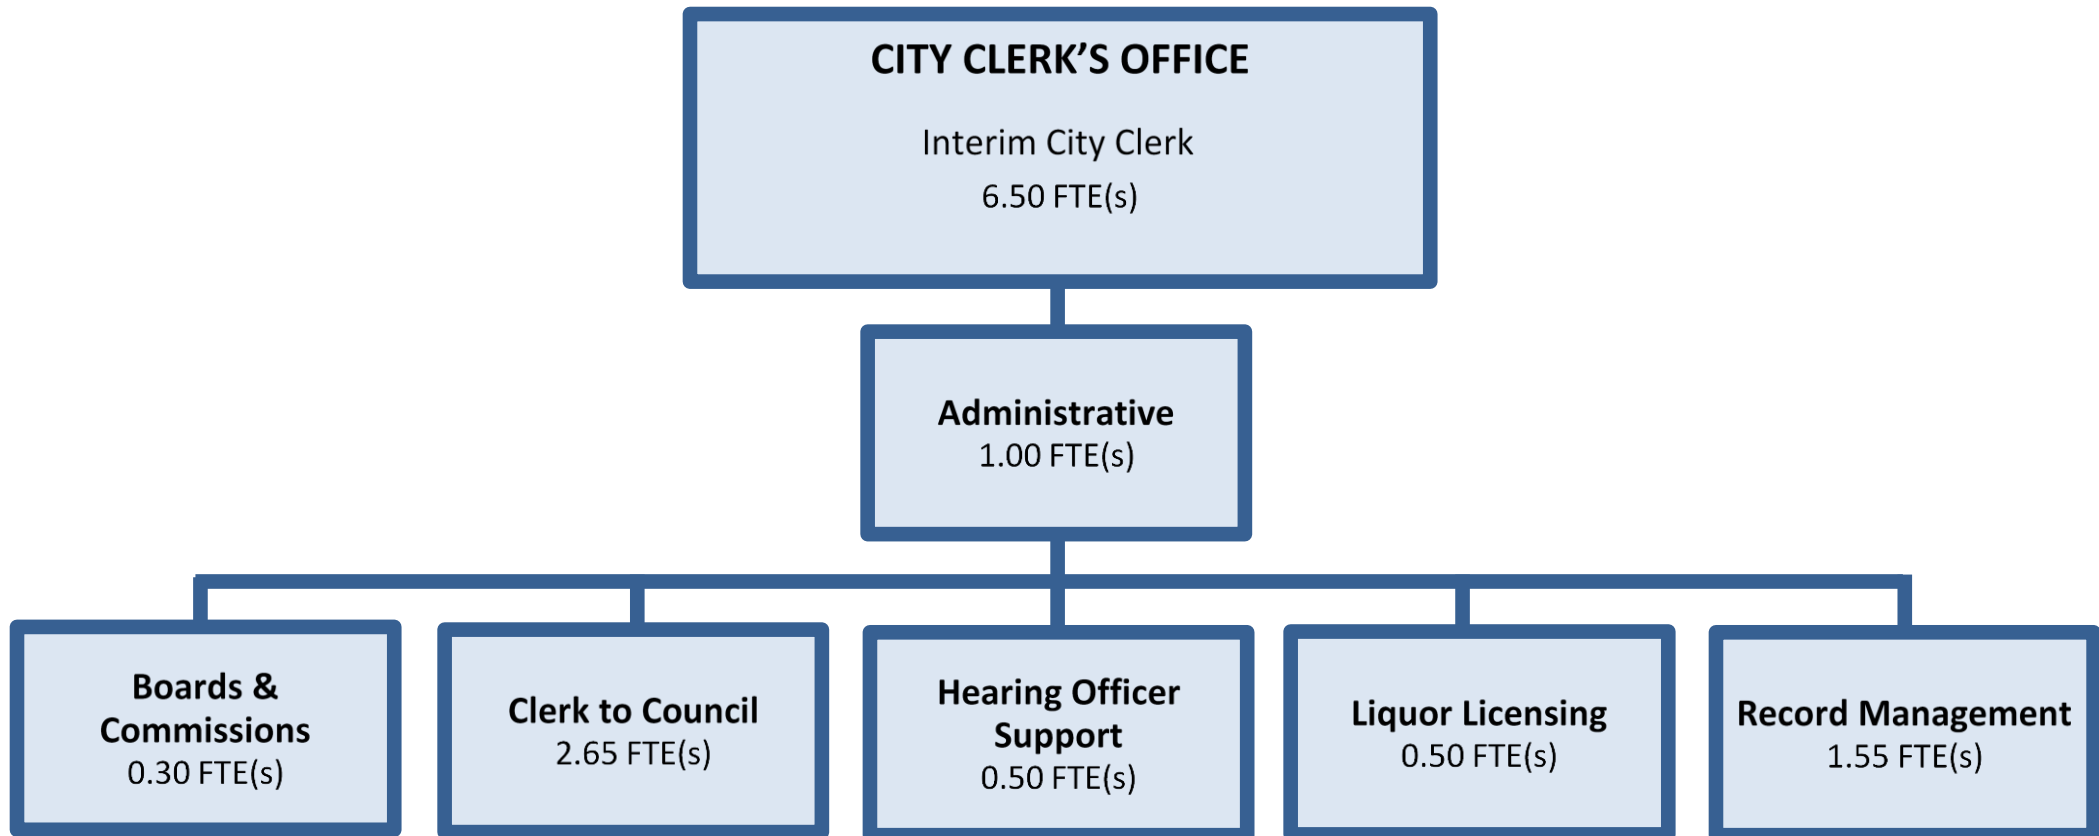 CITY CLERK’S OFFICE
Interim City Clerk
6.50 FTE(s)
Administrative
1.00 FTE(s)
Boards &
Commissions
0.30 FTE(s)
Clerk to Council
2.65 FTE(s)
Hearing Officer
Support
0.50 FTE(s)
Liquor Licensing
0.50 FTE(s)
Record Management
1.55 FTE(s)